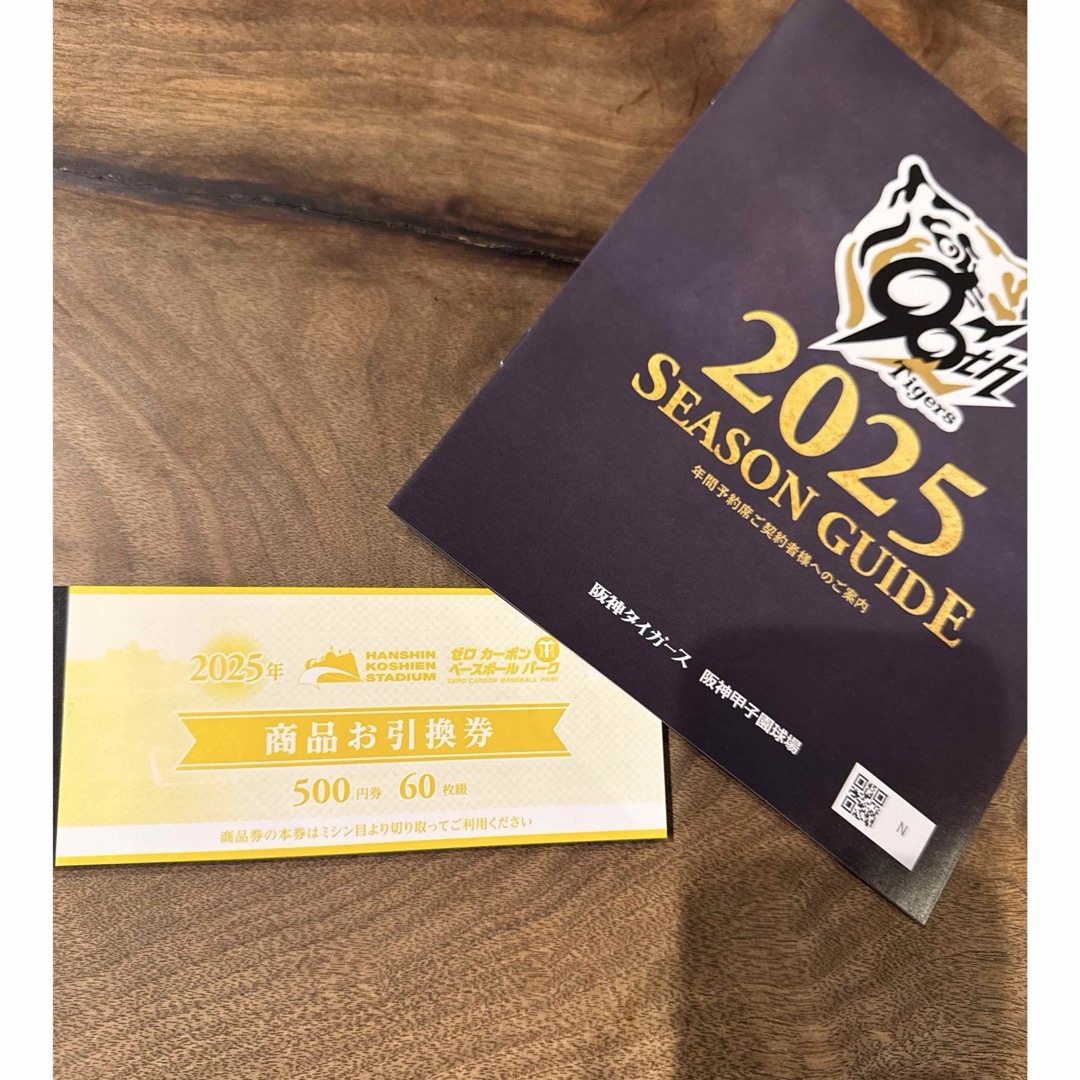 90th
Tigers
2025
SEASON GUIDE
年間予約席ご契約者様へのご案内
阪神タイガース 阪神甲子園球場
N
2025年
HANSHIN
KOSHIEN
STADIUM
ゼロ カーボン
ベースボール パーク
ZERO CARBON BASEBALL PARK
商品お引換券
500円券 60枚綴
商品券の本券はミシン目より切り取ってご利用ください